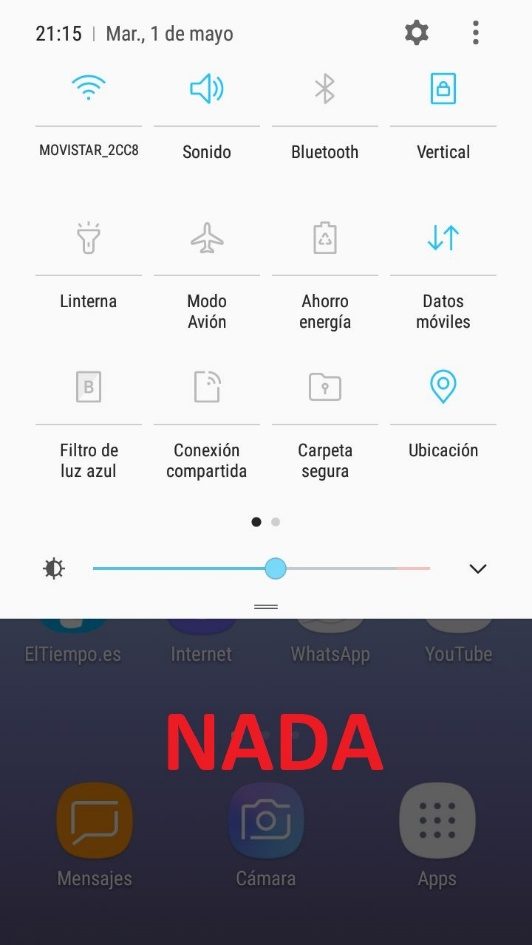 21:15 | Mar., 1 de mayo
MOVISTAR_2CC8
Sonido
Bluetooth
Vertical
Linterna
Modo
Avión
Ahorro
energía
Datos
móviles
B
Filtro de
luz azul
Conexión
compartida
Carpeta
segura
Ubicación
ElTiempo.es
Internet
WhatsApp
YouTube
NADA
Mensajes
Cámara
Apps